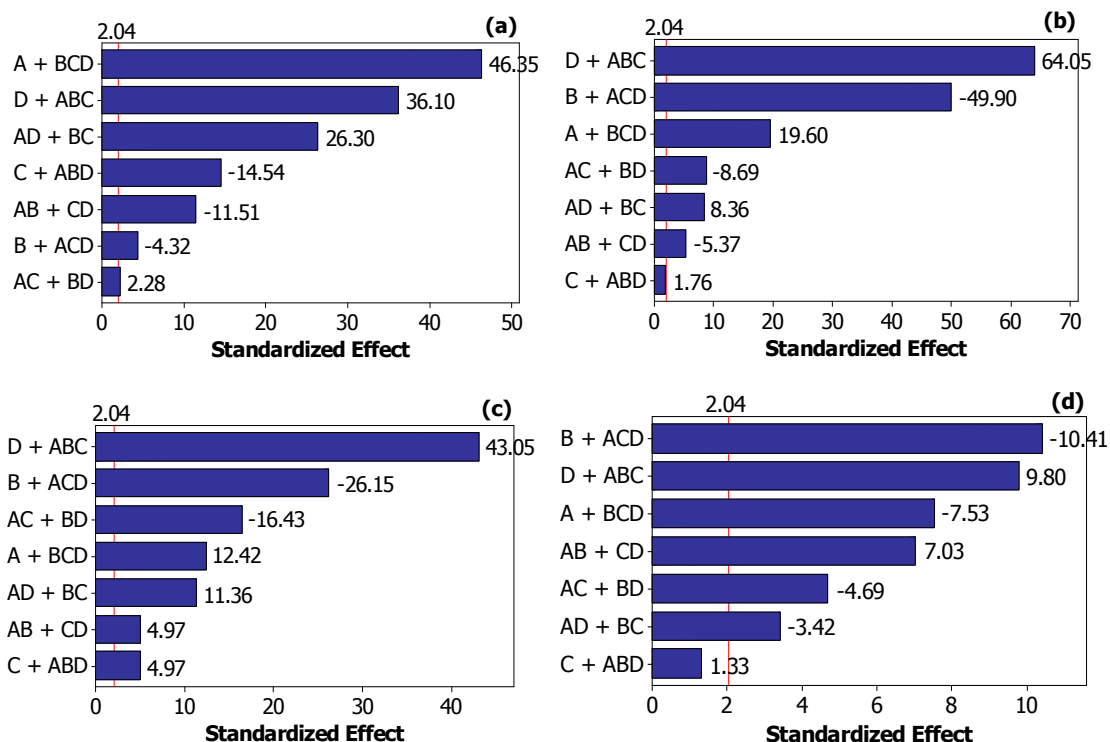 (a)
2.04
A + BCD 46.35
D + ABC 36.10
AD + BC 26.30
C + ABD -14.54
AB + CD -11.51
B + ACD -4.32
AC + BD 2.28
0 10 20 30 40 50
Standardized Effect
(b)
2.04
D + ABC 64.05
B + ACD -49.90
A + BCD 19.60
AC + BD -8.69
AD + BC 8.36
AB + CD -5.37
C + ABD 1.76
0 10 20 30 40 50 60 70
Standardized Effect
(c)
2.04
D + ABC 43.05
B + ACD -26.15
AC + BD -16.43
A + BCD 12.42
AD + BC 11.36
AB + CD 4.97
C + ABD 4.97
0 10 20 30 40
Standardized Effect
(d)
2.04
B + ACD -10.41
D + ABC 9.80
A + BCD -7.53
AB + CD 7.03
AC + BD -4.69
AD + BC -3.42
C + ABD 1.33
0 2 4 6 8 10
Standardized Effect